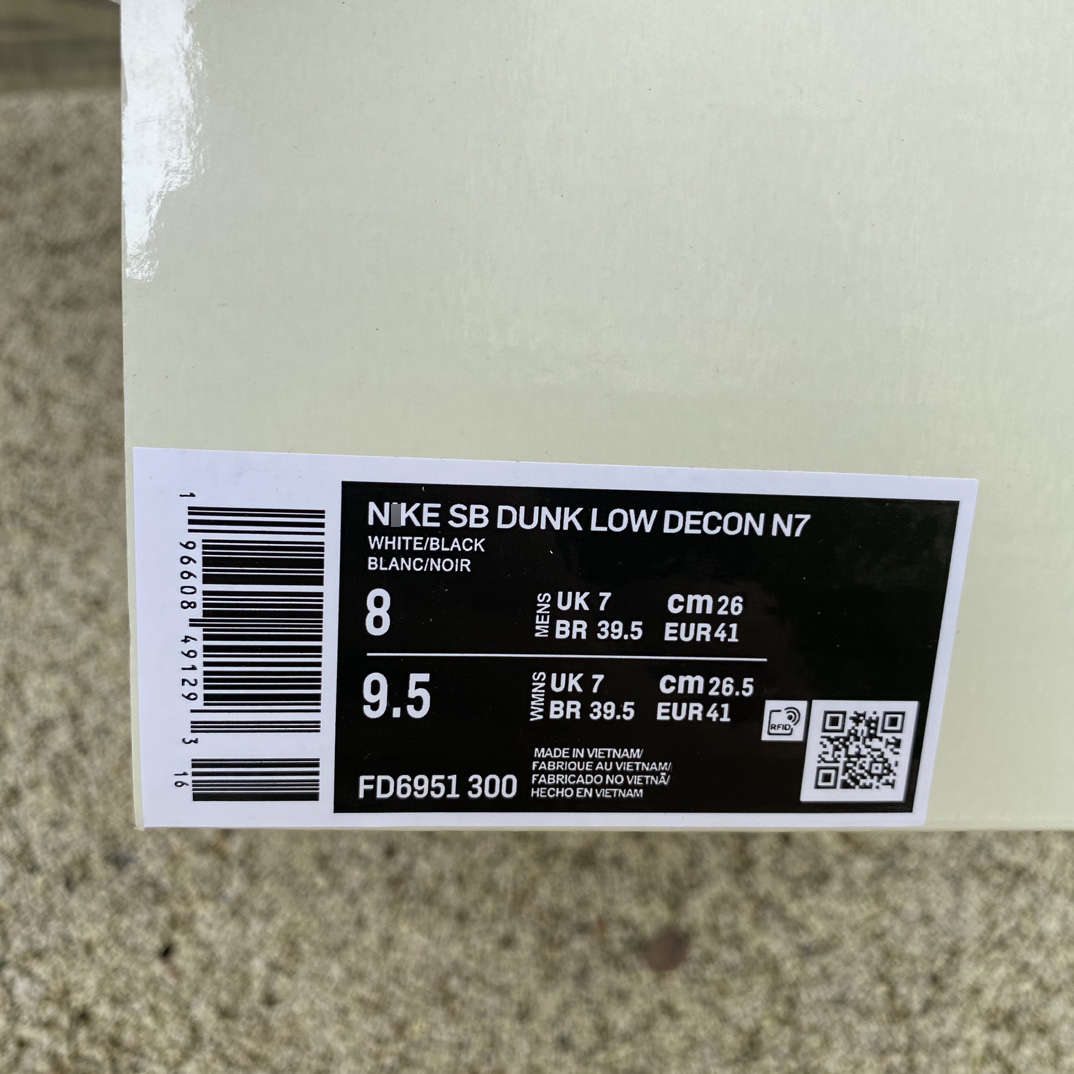 NIKE SB DUNK LOW DECON N7
WHITE/BLACK
BLANC/NOIR
8
MENS
UK 7 cm 26
BR 39.5 EUR 41
9.5
WMNS
UK 7 cm 26.5
BR 39.5 EUR 41
RFID
FD6951 300
MADE IN VIETNAM/
FABRIQUE AU VIETNAM/
FABRICADO NO VIETNÃ/
HECHO EN VIETNAM
1 96608 49129 3 16